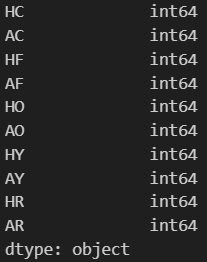 HC int64
AC int64
HF int64
AF int64
HO int64
AO int64
HY int64
AY int64
HR int64
AR int64
dtype: object